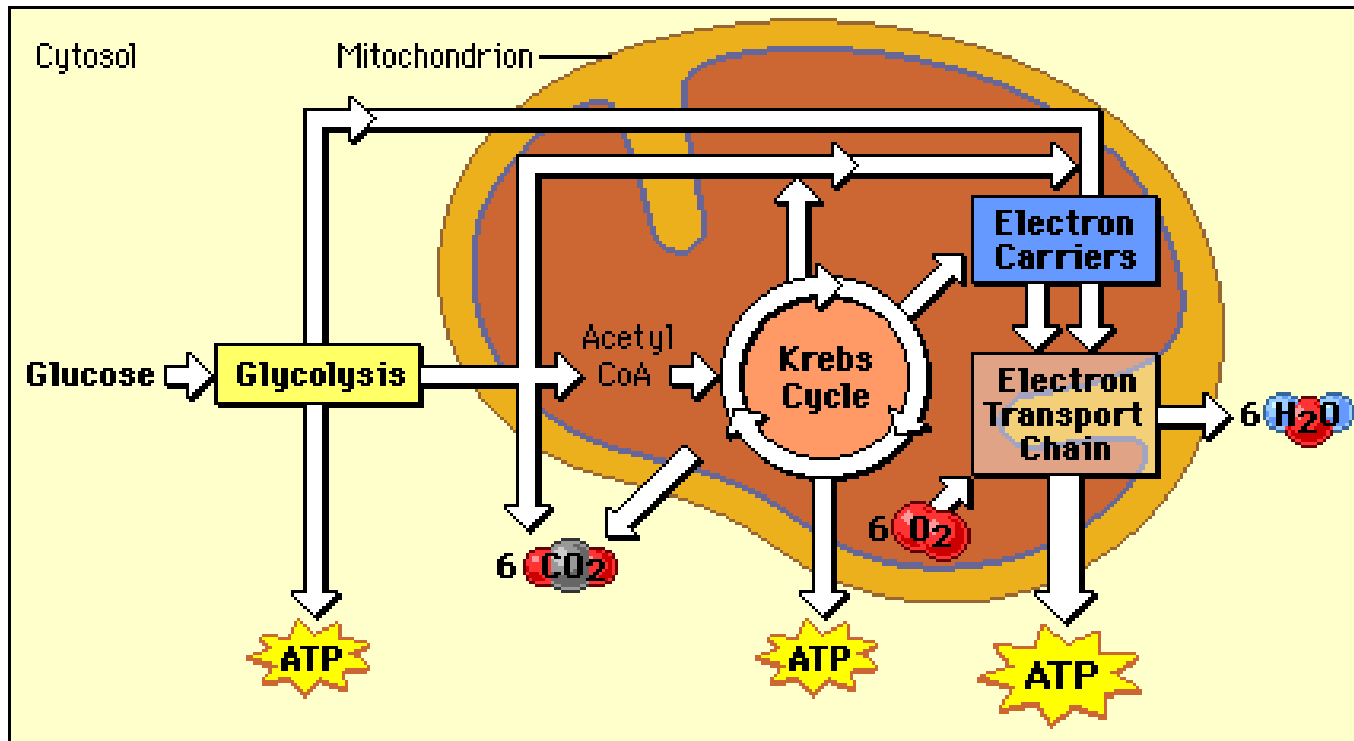 Cytosol
Mitochondrion
Electron
Carriers
Glucose
Glycolysis
Acetyl
CoA
Krebs
Cycle
Electron
Transport
Chain
6 H2O
6 O2
6 CO2
ATP
ATP
ATP